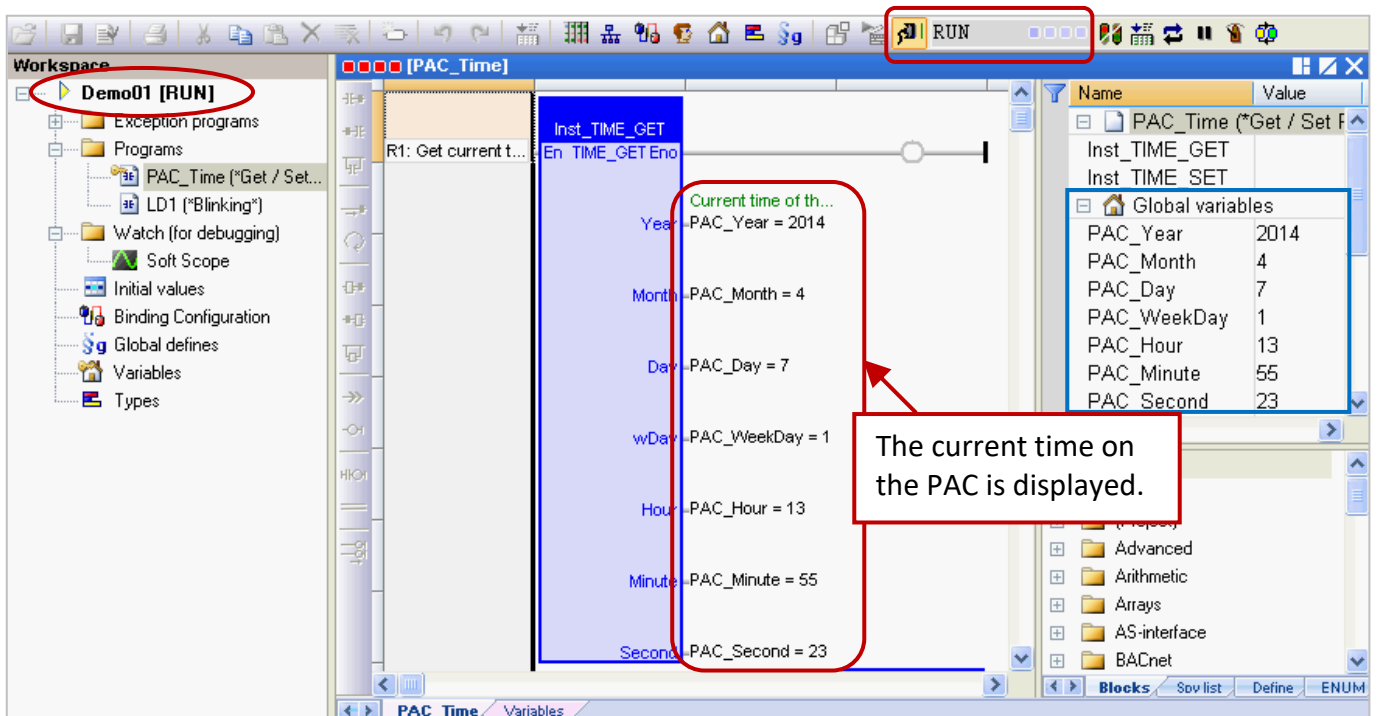 RUN
Workspace
Demo01 [RUN]
Exception programs
Programs
PAC_Time (*Get / Set...
LD1 (*Blinking*)
Watch (for debugging)
Soft Scope
Initial values
Binding Configuration
Global defines
Variables
Types
[PAC_Time]
R1: Get current t...
Inst_TIME_GET
En TIME_GET Eno
Current time of th...
Year PAC_Year = 2014
Month PAC_Month = 4
Day PAC_Day = 7
wDay PAC_WeekDay = 1
Hour PAC_Hour = 13
Minute PAC_Minute = 55
Second PAC_Second = 23
PAC_Time Variables
The current time on
the PAC is displayed.
Name Value
PAC_Time (*Get / Set
Inst_TIME_GET
Inst_TIME_SET
Global variables
PAC_Year 2014
PAC_Month 4
PAC_Day 7
PAC_WeekDay 1
PAC_Hour 13
PAC_Minute 55
PAC_Second 23
Advanced
Arithmetic
Arrays
AS-interface
BACnet
Blocks Spy list Define ENUM